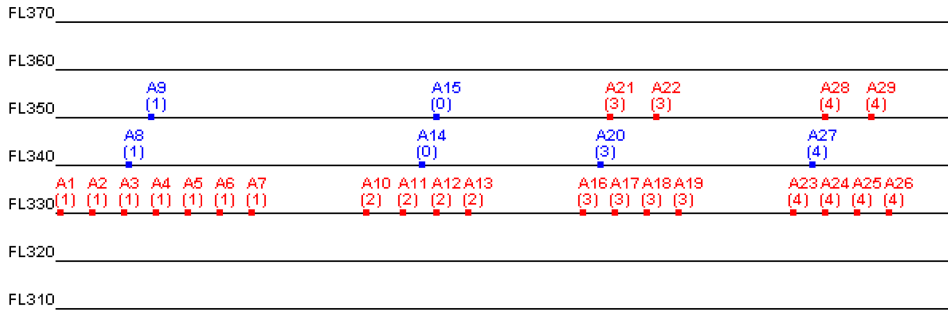 FL370
FL360
A9 A15 A21 A22 A28 A29
(1) (0) (3) (3) (4) (4)
FL350
A8 A14 A20 A27
(1) (0) (3) (4)
FL340
A1 A2 A3 A4 A5 A6 A7 A10 A11 A12 A13 A16 A17 A18 A19 A23 A24 A25 A26
(1) (1) (1) (1) (1) (1) (1) (2) (2) (2) (2) (3) (3) (3) (3) (4) (4) (4) (4)
FL330
FL320
FL310